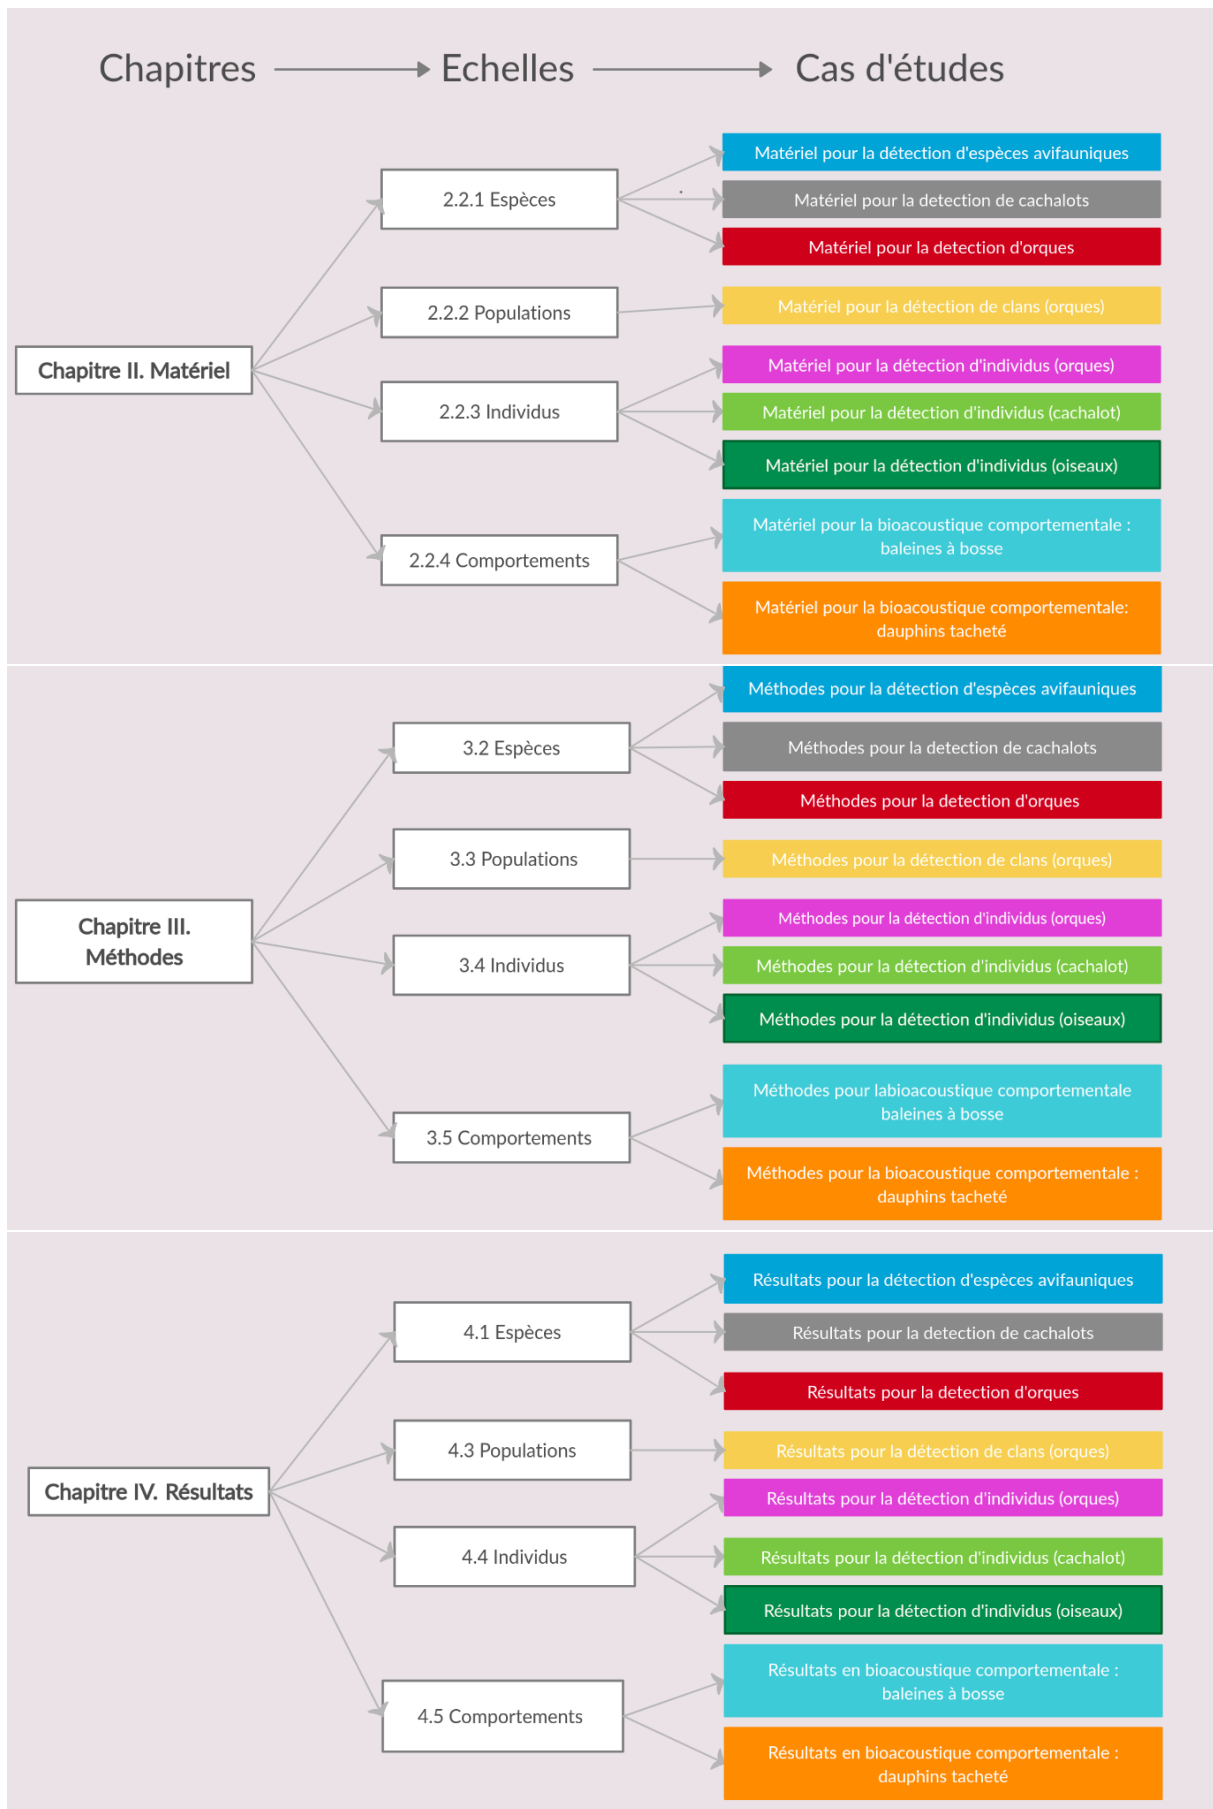 Chapitres
Echelles
Cas d'études
Chapitre II. Matériel
2.2.1 Espèces
Matériel pour la détection d'espèces avifauniques
Matériel pour la detection de cachalots
Matériel pour la detection d'orques
2.2.2 Populations
Matériel pour la détection de clans (orques)
2.2.3 Individus
Matériel pour la détection d'individus (orques)
Matériel pour la détection d'individus (cachalot)
Matériel pour la détection d'individus (oiseaux)
2.2.4 Comportements
Matériel pour la bioacoustique comportementale :
baleines à bosse
Matériel pour la bioacoustique comportementale:
dauphins tacheté
Chapitre III.
Méthodes
3.2 Espèces
Méthodes pour la détection d'espèces avifauniques
Méthodes pour la detection de cachalots
Méthodes pour la detection d'orques
3.3 Populations
Méthodes pour la détection de clans (orques)
3.4 Individus
Méthodes pour la détection d'individus (orques)
Méthodes pour la détection d'individus (cachalot)
Méthodes pour la détection d'individus (oiseaux)
3.5 Comportements
Méthodes pour labioacoustique comportementale
baleines à bosse
Méthodes pour la bioacoustique comportementale :
dauphins tacheté
Chapitre IV. Résultats
4.1 Espèces
Résultats pour la détection d'espèces avifauniques
Résultats pour la detection de cachalots
Résultats pour la detection d'orques
4.3 Populations
Résultats pour la détection de clans (orques)
4.4 Individus
Résultats pour la détection d'individus (orques)
Résultats pour la détection d'individus (cachalot)
Résultats pour la détection d'individus (oiseaux)
4.5 Comportements
Résultats en bioacoustique comportementale :
baleines à bosse
Résultats en bioacoustique comportementale :
dauphins tacheté